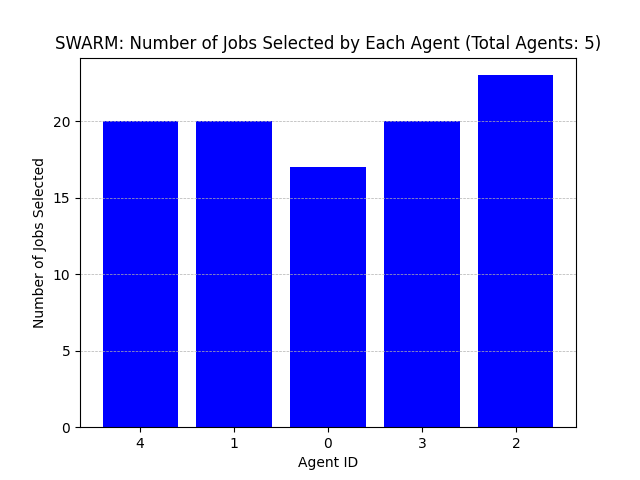 SWARM: Number of Jobs Selected by Each Agent (Total Agents: 5)
Number of Jobs Selected
20
15
10
5
0
4 1 0 3 2
Agent ID